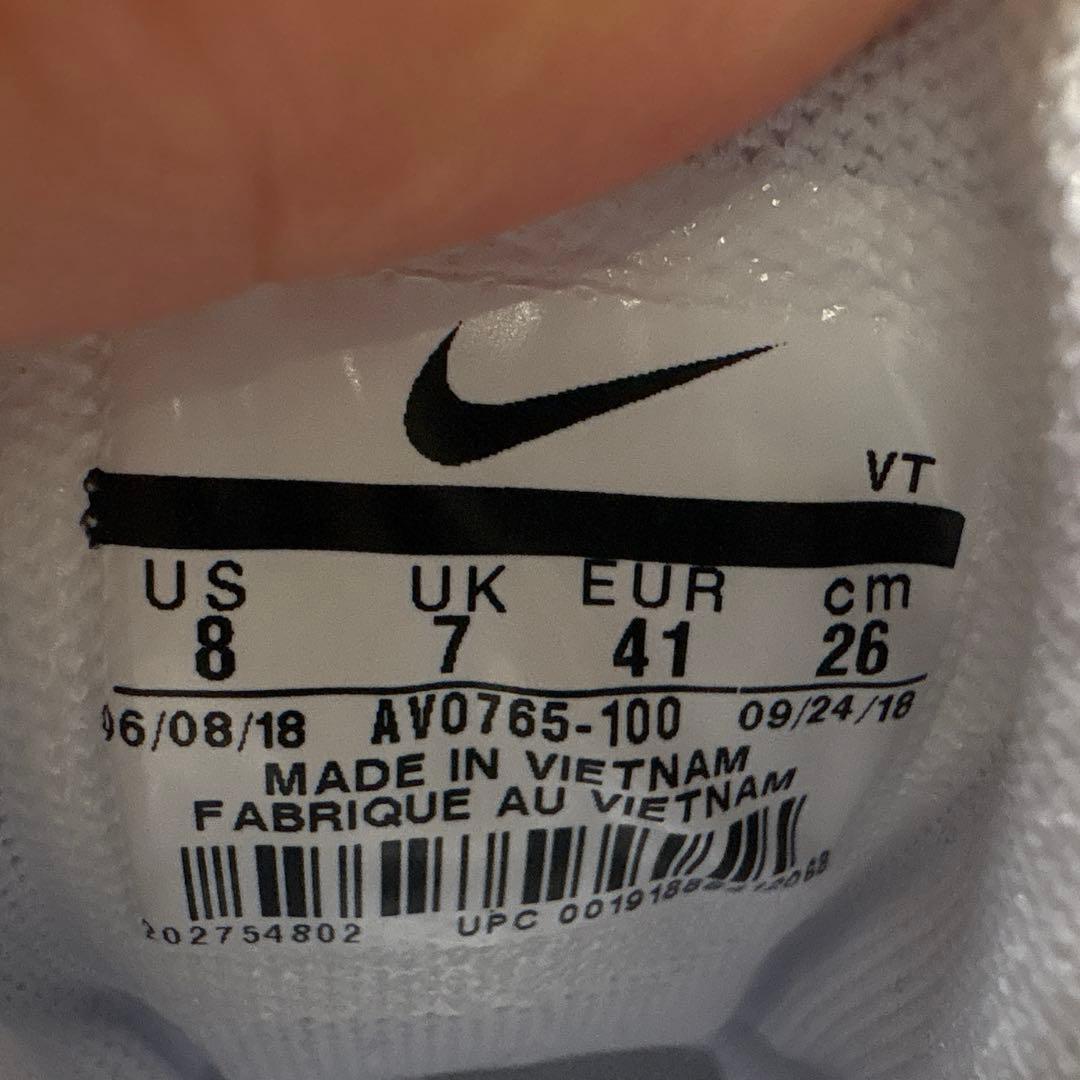 VT
US UK EUR cm
8 7 41 26
06/08/18 AV0765-100 09/24/18
MADE IN VIETNAM
FABRIQUE AU VIETNAM
202754802 UPC